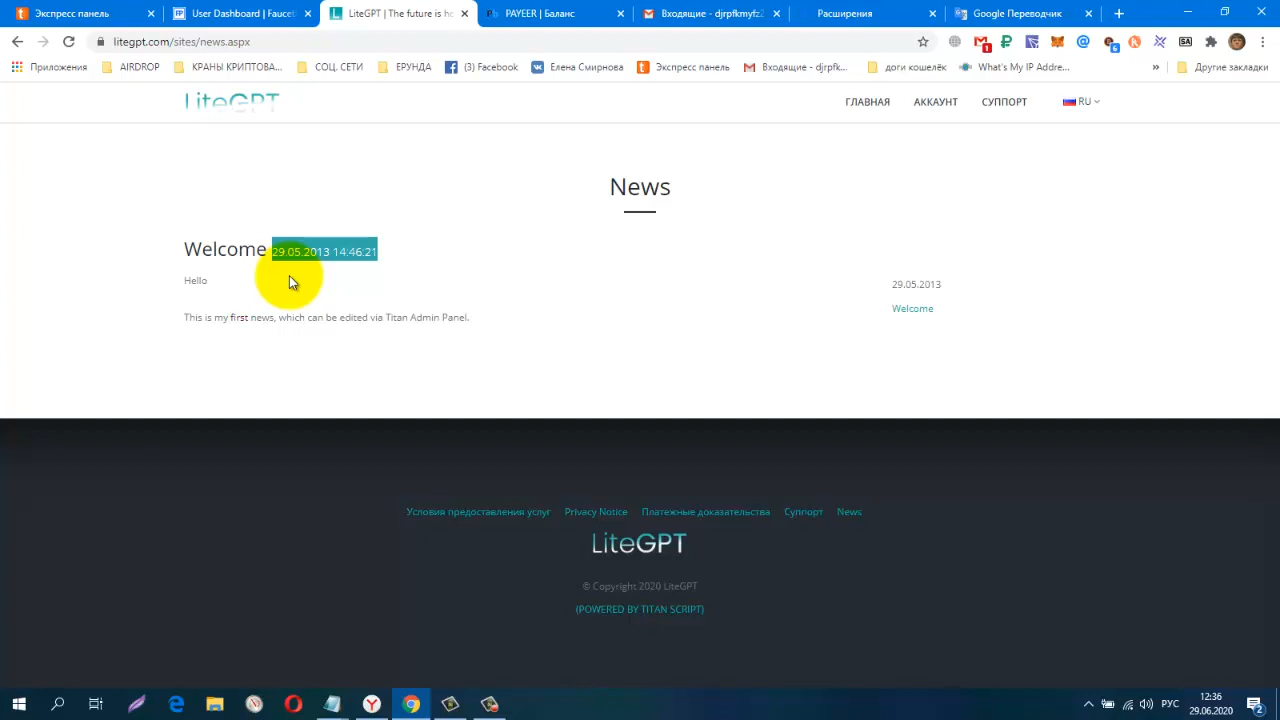 Экспресс панель
User Dashboard | Faucet
LiteGPT | The future is he
PAYEER | Баланс
Входящие - djrpfkmyfz
Расширения
Google Переводчик
litegpt.com/sites/news.aspx
Приложения
AIRDROP
КРАНЫ КРИПТОВА...
СОЦ. СЕТИ
ЕРУНДА
(3) Facebook
Елена Смирнова
Экспресс панель
Входящие - djrpfk...
доги кошелёк
What's My IP Addre...
»
Другие закладки
LiteGPT
ГЛАВНАЯ
АККАУНТ
СУППОРТ
RU
News
Welcome 29.05.2013 14:46:21
Hello
29.05.2013
Welcome
This is my first news, which can be edited via Titan Admin Panel.
Условия предоставления услуг
Privacy Notice
Платежные доказательства
Суппорт
News
LiteGPT
© Copyright 2020 LiteGPT
(POWERED BY TITAN SCRIPT)
РУС
12:36
29.06.2020